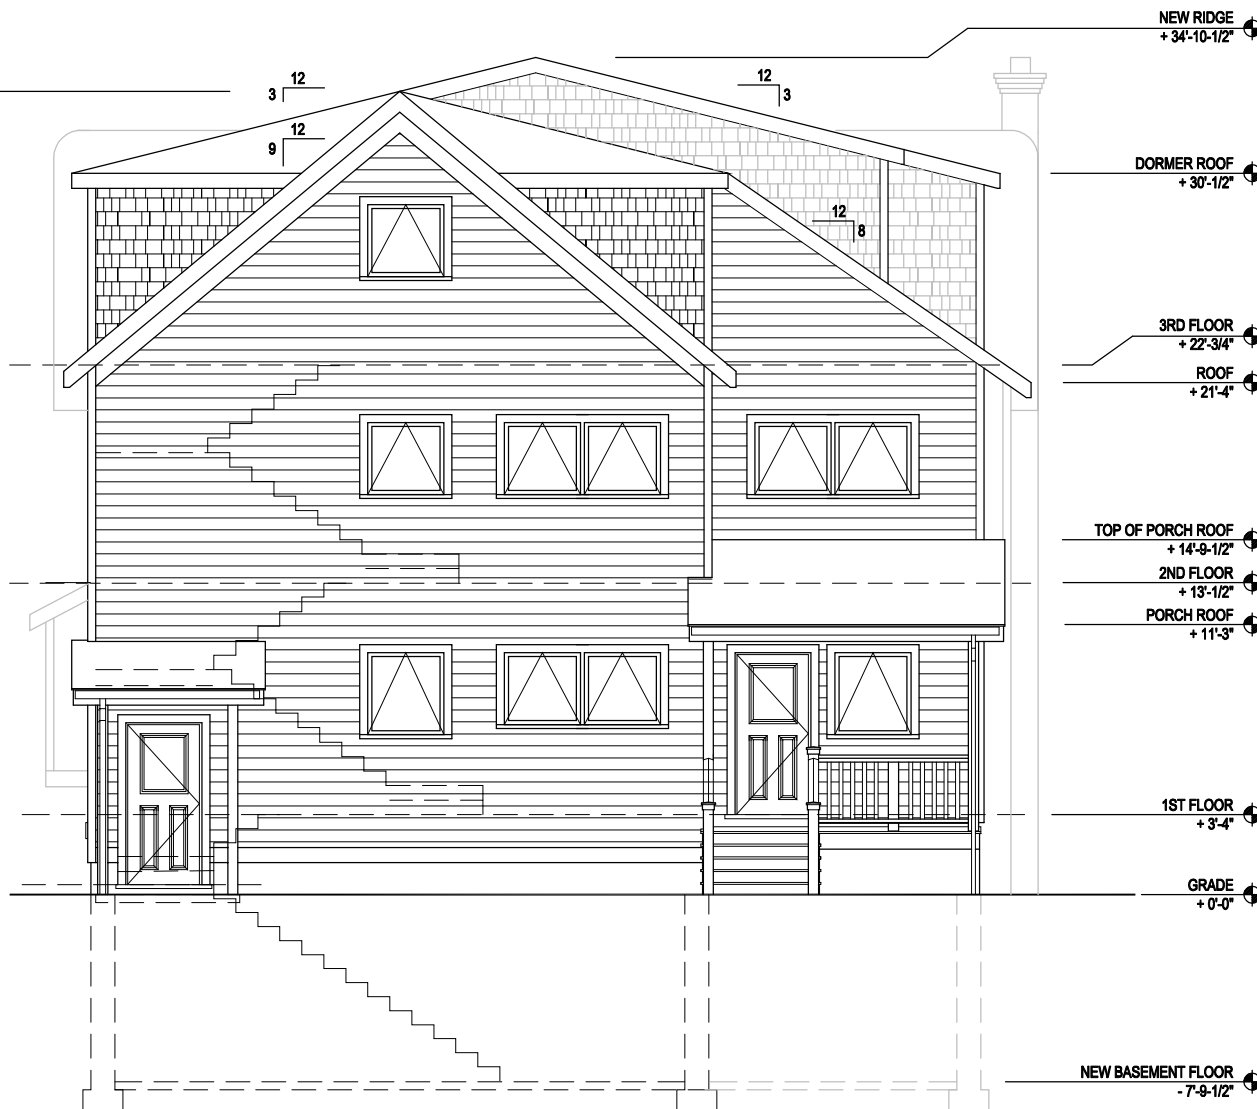 NEW RIDGE
+ 34'-10-1/2"
12
3
12
3
12
9
DORMER ROOF
+ 30'-1/2"
12
8
3RD FLOOR
+ 22'-3/4"
ROOF
+ 21'-4"
TOP OF PORCH ROOF
+ 14'-9-1/2"
2ND FLOOR
+ 13'-1/2"
PORCH ROOF
+ 11'-3"
1ST FLOOR
+ 3'-4"
GRADE
+ 0'-0"
NEW BASEMENT FLOOR
- 7'-9-1/2"